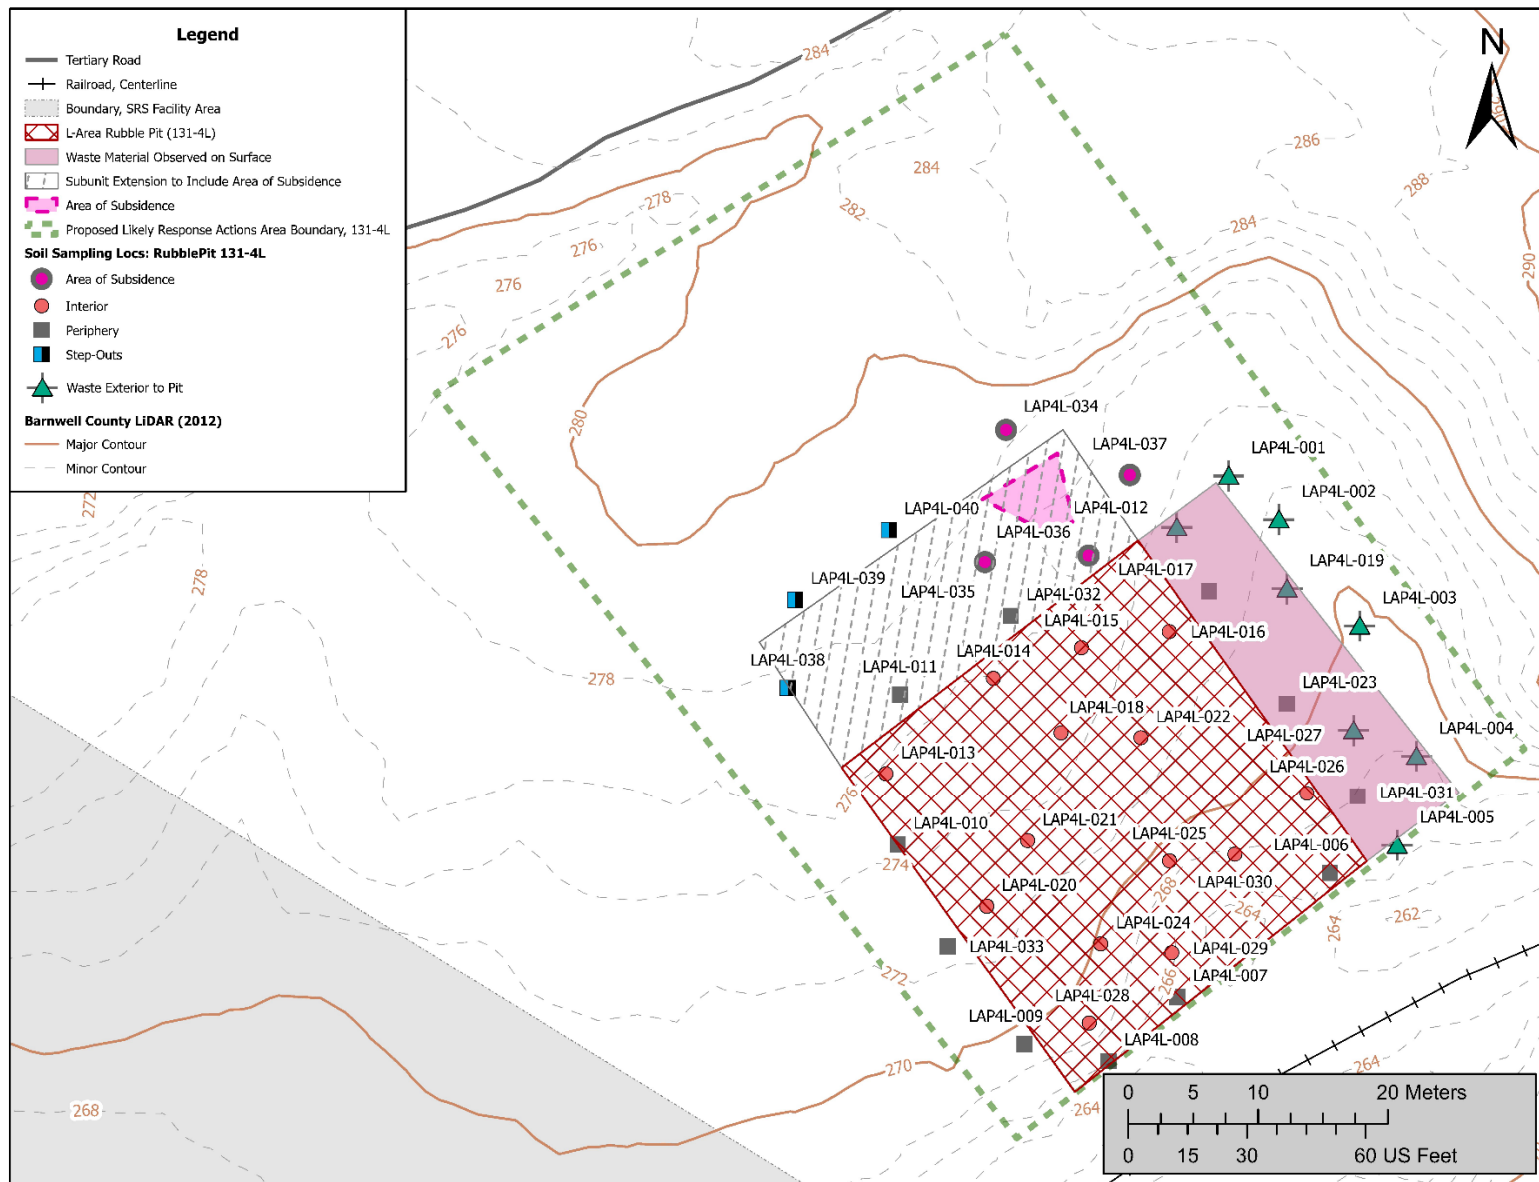 Legend
Tertiary Road
Railroad, Centerline
Boundary, SRS Facility Area
L-Area Rubble Pit (131-4L)
Waste Material Observed on Surface
Subunit Extension to Include Area of Subsidence
Area of Subsidence
Proposed Likely Response Actions Area Boundary, 131-4L
Soil Sampling Locs: RubblePit 131-4L
Area of Subsidence
Interior
Periphery
Step-Outs
Waste Exterior to Pit
Barnwell County LiDAR (2012)
Major Contour
Minor Contour
N
284
290
286
284
288
278
282
284
276
276
276
290
280
272
278
278
276
274
272
270
268
268
266
264
264
262
264
264
LAP4L-034
LAP4L-037
LAP4L-001
LAP4L-002
LAP4L-040
LAP4L-012
LAP4L-036
LAP4L-019
LAP4L-017
LAP4L-039
LAP4L-035
LAP4L-032
LAP4L-003
LAP4L-015
LAP4L-016
LAP4L-014
LAP4L-038
LAP4L-011
LAP4L-023
LAP4L-018
LAP4L-022
LAP4L-004
LAP4L-027
LAP4L-013
LAP4L-026
LAP4L-031
LAP4L-010
LAP4L-021
LAP4L-005
LAP4L-025
LAP4L-006
LAP4L-020
LAP4L-030
LAP4L-024
LAP4L-033
LAP4L-029
LAP4L-007
LAP4L-028
LAP4L-009
LAP4L-008
0 5 10 20 Meters
0 15 30 60 US Feet